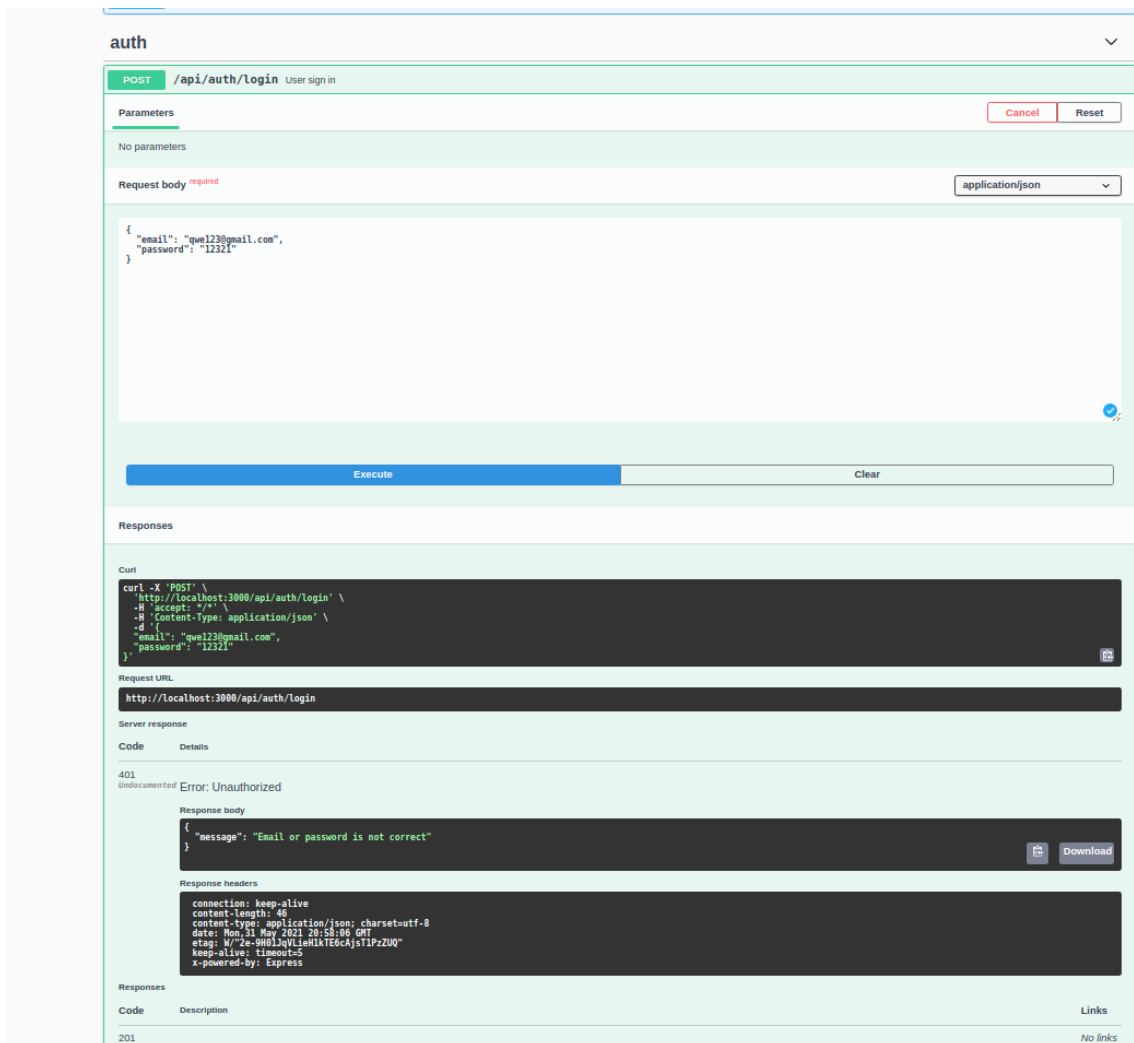 auth
POST /api/auth/login User sign in
Parameters
Cancel Reset
No parameters
Request body required
application/json
{
"email": "qwe123@gmail.com",
"password": "12321"
}
Execute Clear
Responses
Curl
curl -X 'POST' \
'http://localhost:3000/api/auth/login' \
-H 'accept: */*' \
-H 'Content-Type: application/json' \
-d '{
"email": "qwe123@gmail.com",
"password": "12321"
}'
Request URL
http://localhost:3000/api/auth/login
Server response
Code Details
401
Undocumented Error: Unauthorized
Response body
{
"message": "Email or password is not correct"
}
Download
Response headers
connection: keep-alive
content-length: 46
content-type: application/json; charset=utf-8
date: Mon,31 May 2021 20:58:06 GMT
etag: W/"2e-9H01JqVLieH1kTE6cAjsT1PzZUQ"
keep-alive: timeout=5
x-powered-by: Express
Responses
Code Description Links
201 No links